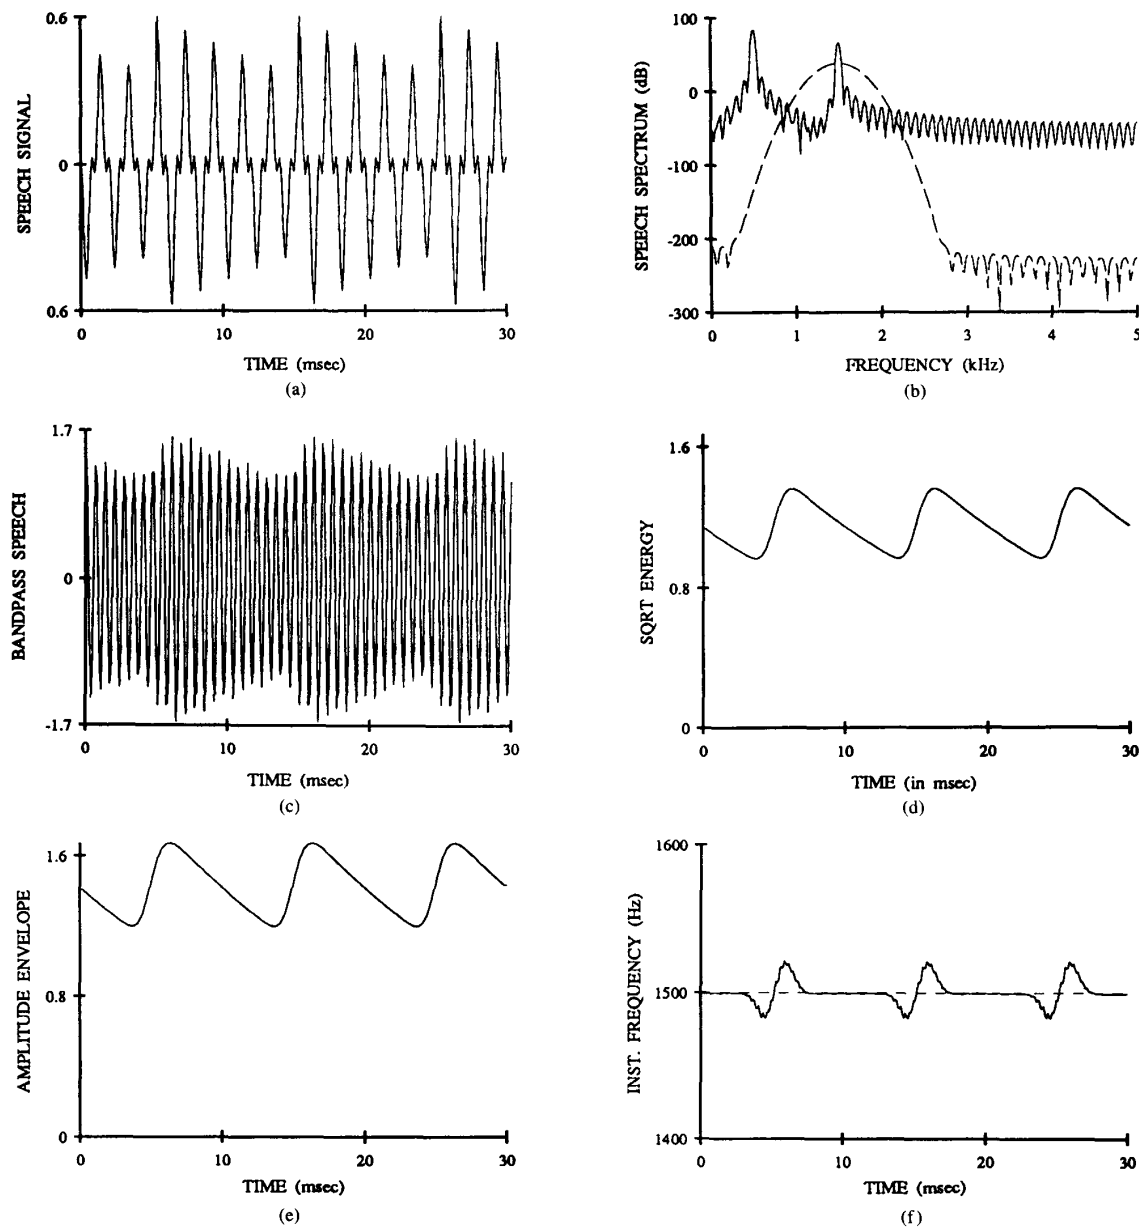 0.6
0
0.6
SPEECH SIGNAL
0
10
20
30
TIME (msec)
(a)
100
0
-100
-200
-300
SPEECH SPECTRUM (dB)
0
1
2
3
4
5
FREQUENCY (kHz)
(b)
1.7
0
-1.7
BANDPASS SPEECH
0
10
20
30
TIME (msec)
(c)
1.6
0.8
0
SQRT ENERGY
0
10
20
30
TIME (in msec)
(d)
1.6
0.8
0
AMPLITUDE ENVELOPE
0
10
20
30
TIME (msec)
(e)
1600
1500
1400
INST. FREQUENCY (Hz)
0
10
20
30
TIME (msec)
(f)